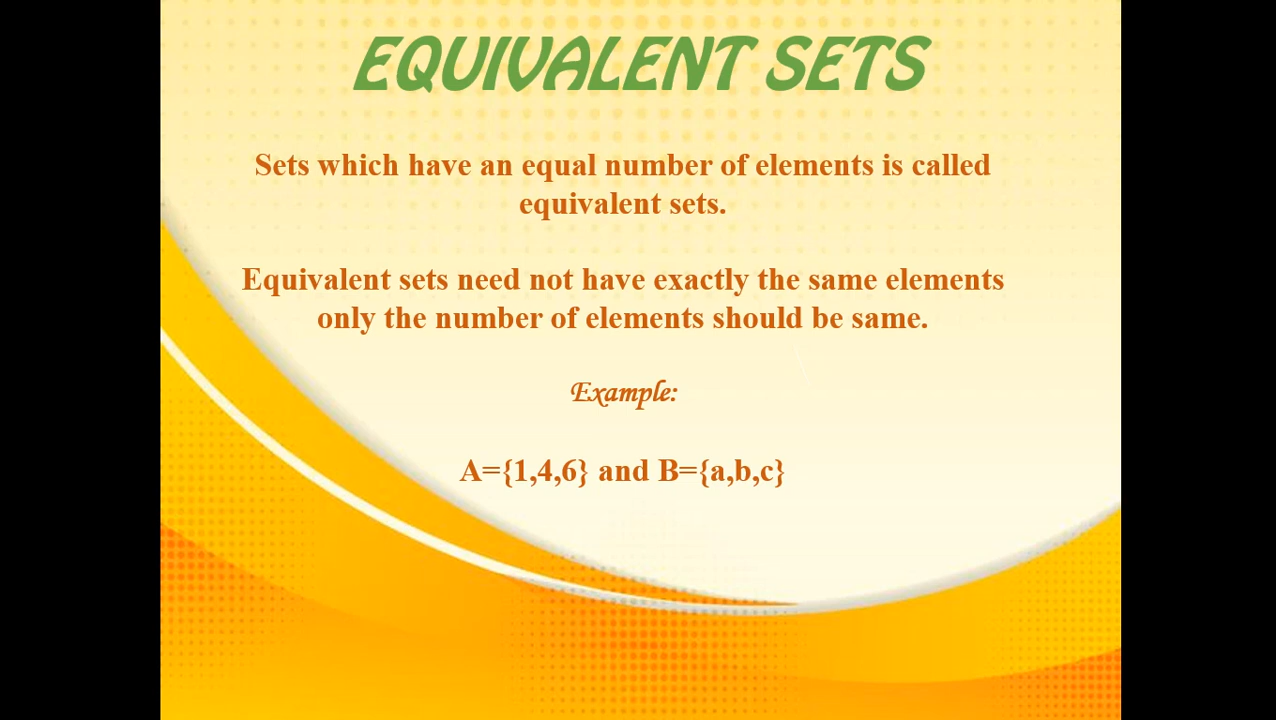 EQUIVALENT SETS
Sets which have an equal number of elements is called
equivalent sets.
Equivalent sets need not have exactly the same elements
only the number of elements should be same.
Example:
A={1,4,6} and B={a,b,c}